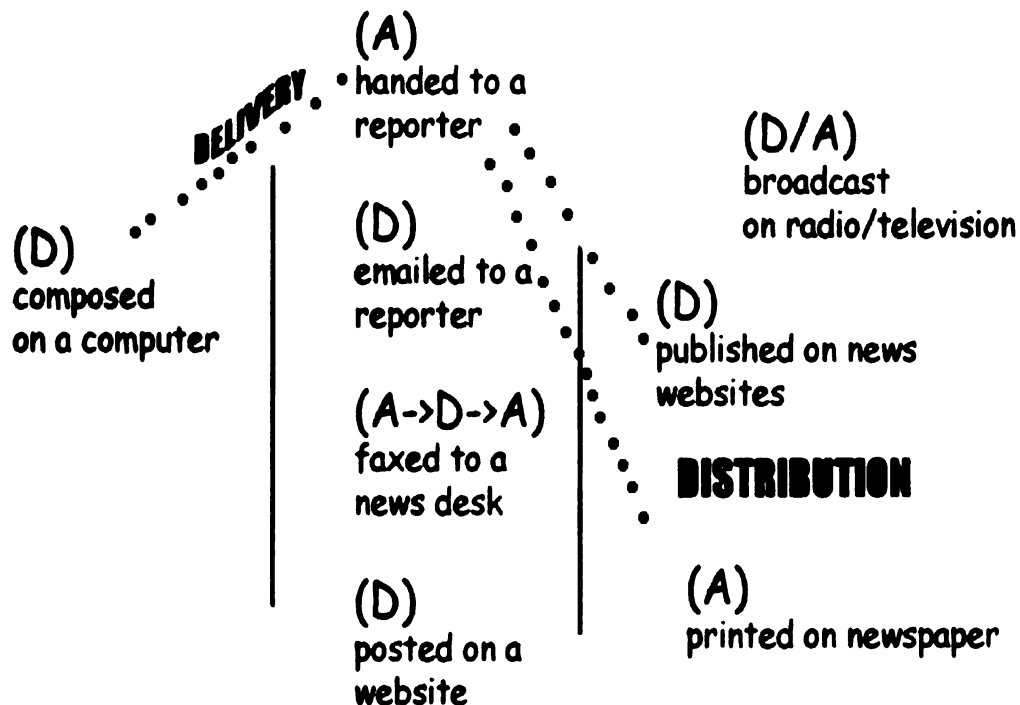 DELIVERY
(D)
composed
on a computer
(A)
handed to a
reporter
(D)
emailed to a
reporter
(A->D->A)
faxed to a
news desk
(D)
posted on a
website
(D/A)
broadcast
on radio/television
(D)
published on news
websites
DISTRIBUTION
(A)
printed on newspaper